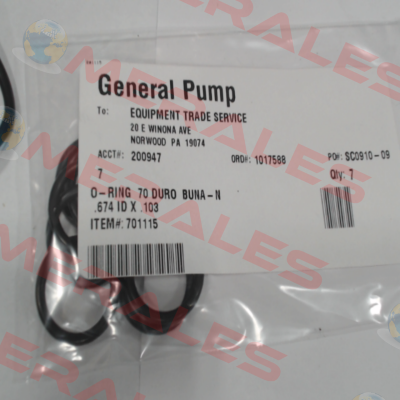 General Pump
To: EQUIPMENT TRADE SERVICE
20 E WINONA AVE
NORWOOD PA 19074
ACCT#: 200947 ORD#: 1017588 PO#: SC0910-09
7 Qty: 7
O-RING 70 DURO BUNA-N
.674 ID X .103
ITEM#: 701115
MERALES